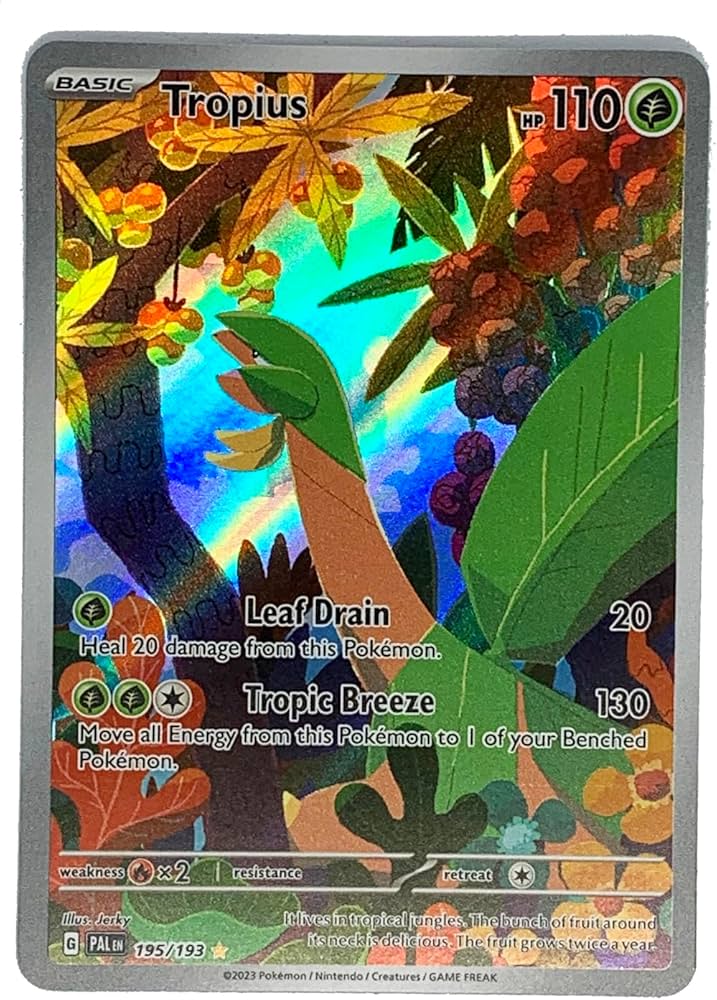 BASIC
Tropius
HP 110
Leaf Drain 20
Heal 20 damage from this Pokémon.
Tropic Breeze 130
Move all Energy from this Pokémon to 1 of your Benched
Pokémon.
weakness ×2 resistance retreat
Illus. Jerky
It lives in tropical jungles. The bunch of fruit around
its neck is delicious. The fruit grows twice a year.
G PAL EN 195/193
©2023 Pokémon / Nintendo / Creatures / GAME FREAK